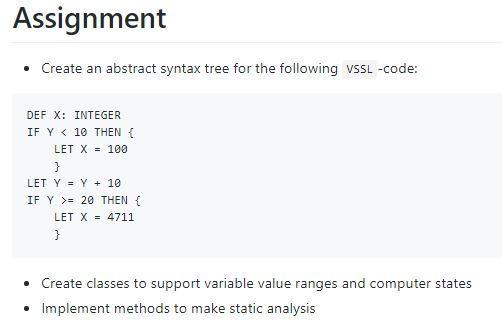 Assignment
• Create an abstract syntax tree for the following VSSL -code:
DEF X: INTEGER
IF Y < 10 THEN {
    LET X = 100
    }
LET Y = Y + 10
IF Y >= 20 THEN {
    LET X = 4711
    }
• Create classes to support variable value ranges and computer states
• Implement methods to make static analysis